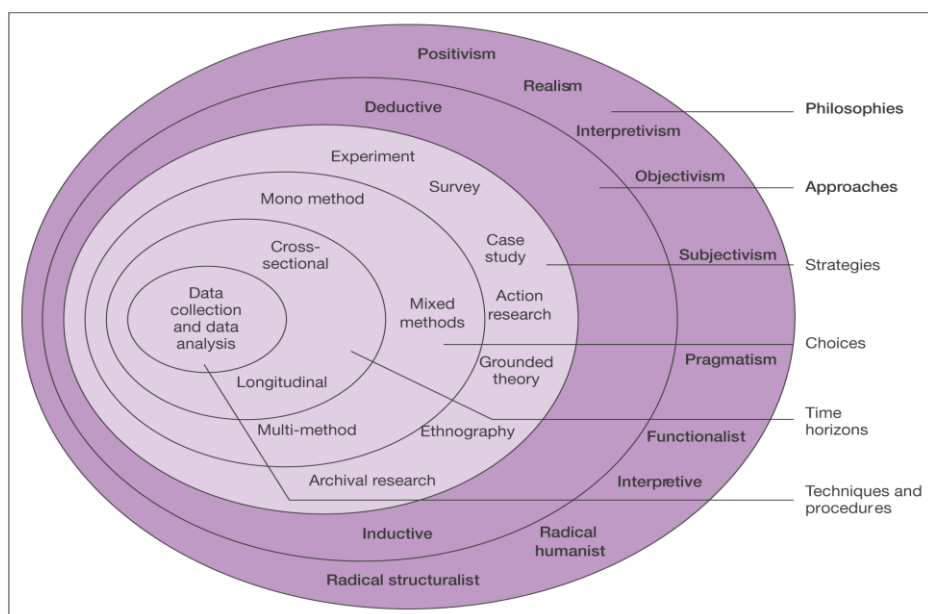 Positivism
Realism
Philosophies
Deductive
Interpretivism
Experiment
Objectivism
Approaches
Survey
Mono method
Cross-
sectional
Case
study
Subjectivism
Strategies
Data
collection
and data
analysis
Mixed
methods
Action
research
Choices
Grounded
theory
Pragmatism
Longitudinal
Time
horizons
Multi-method
Ethnography
Functionalist
Archival research
Interpretive
Techniques and
procedures
Inductive
Radical
humanist
Radical structuralist